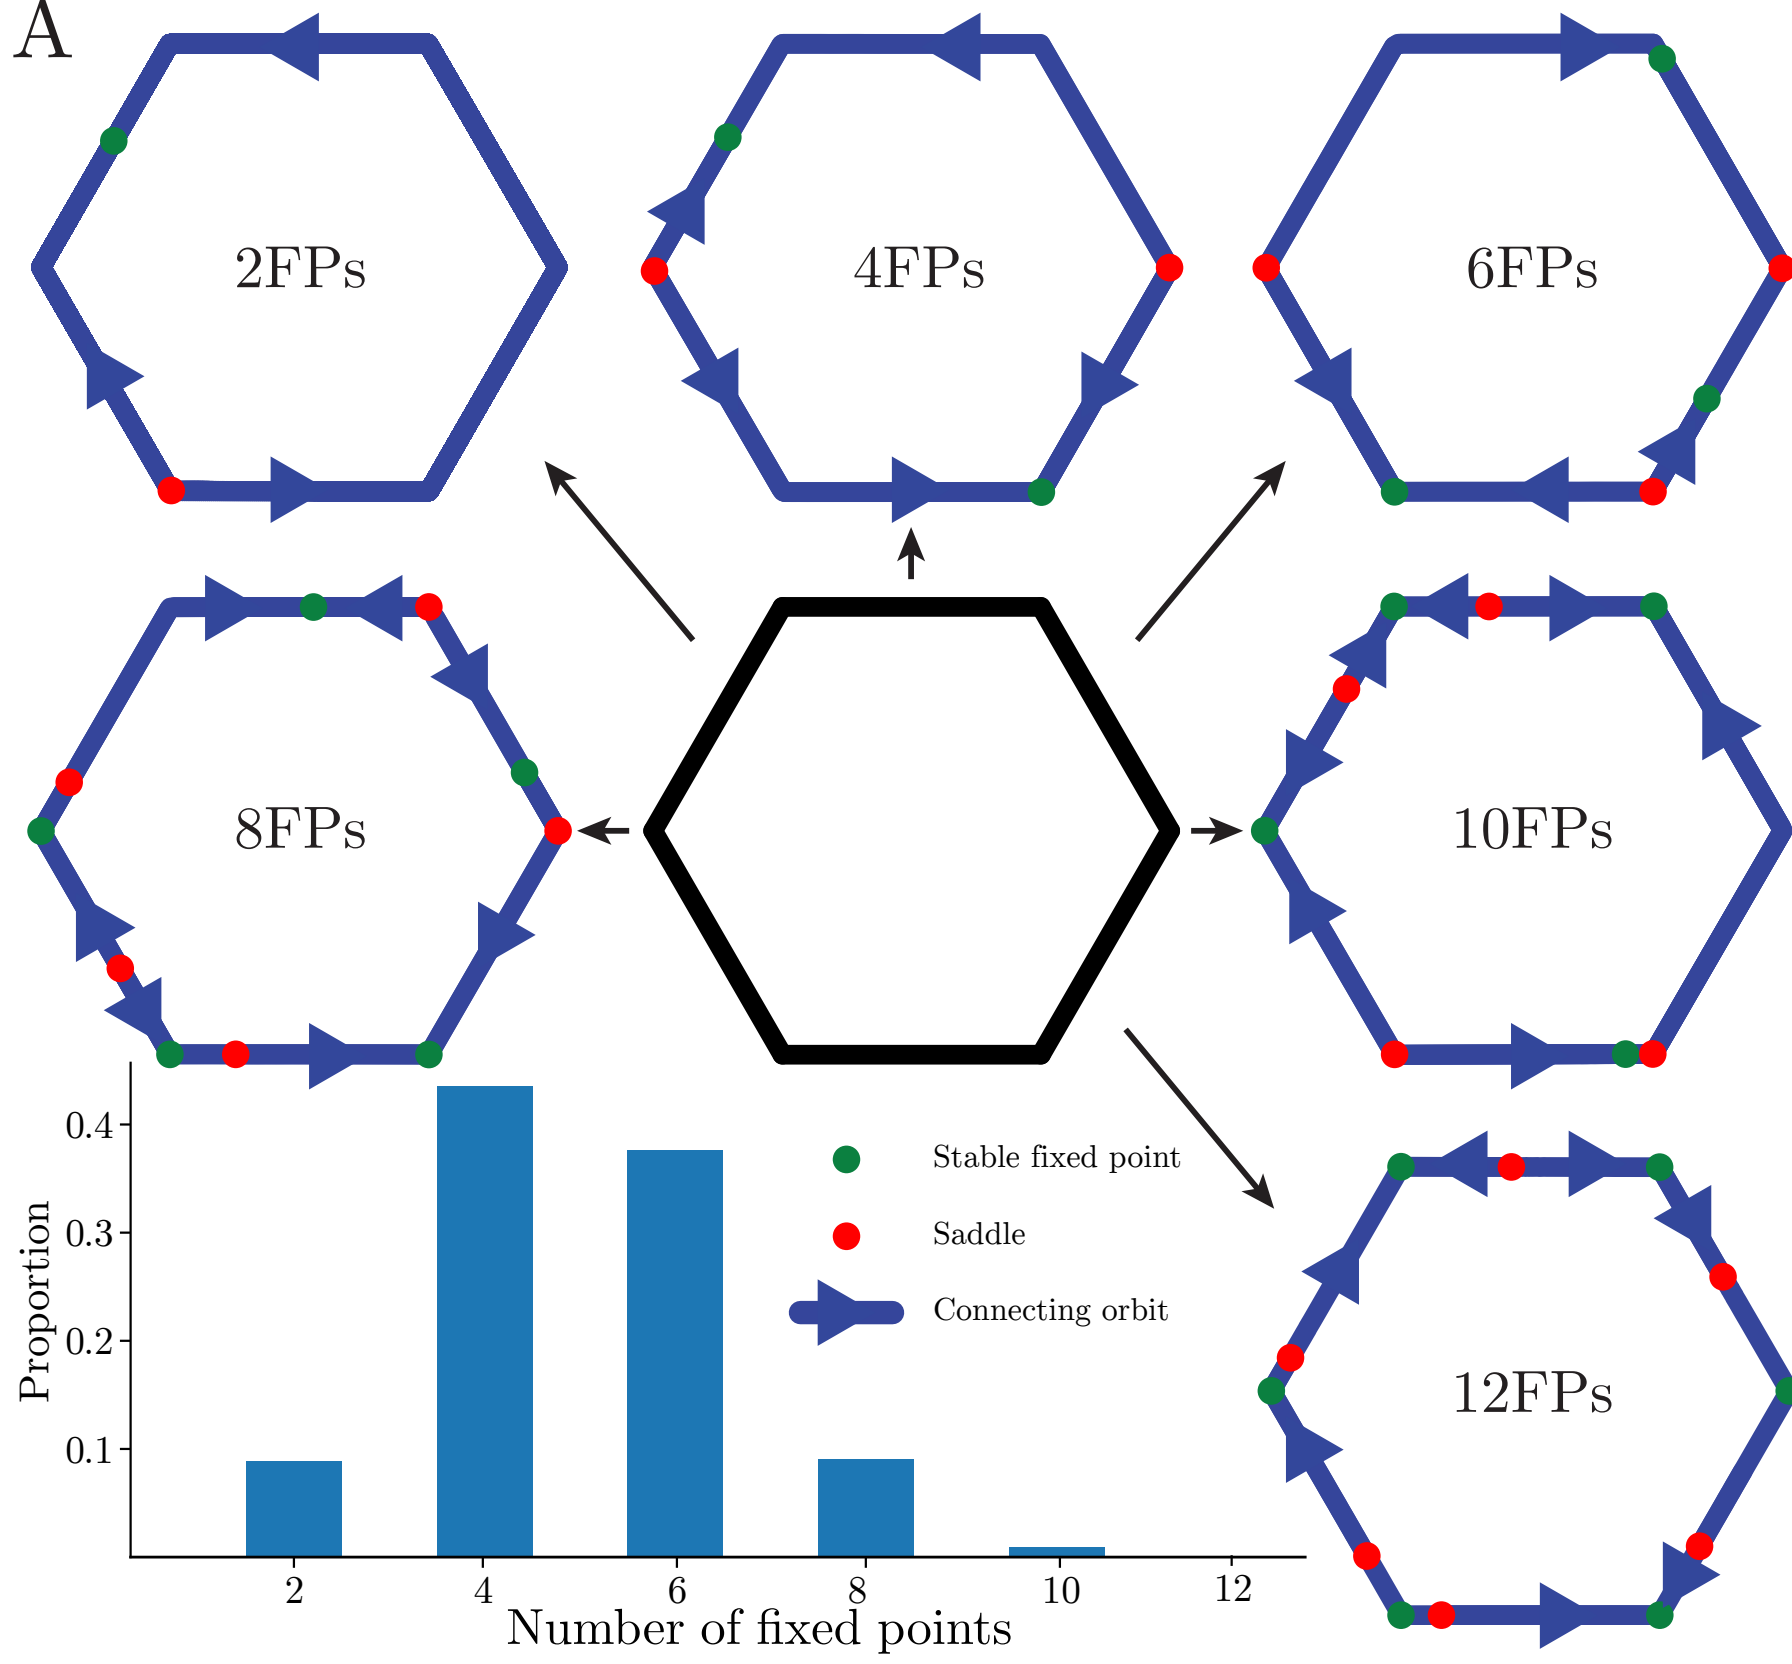 A
2FPs
4FPs
6FPs
8FPs
10FPs
12FPs
Stable fixed point
Saddle
Connecting orbit
Proportion
0.4
0.3
0.2
0.1
2 4 6 8 10 12
Number of fixed points